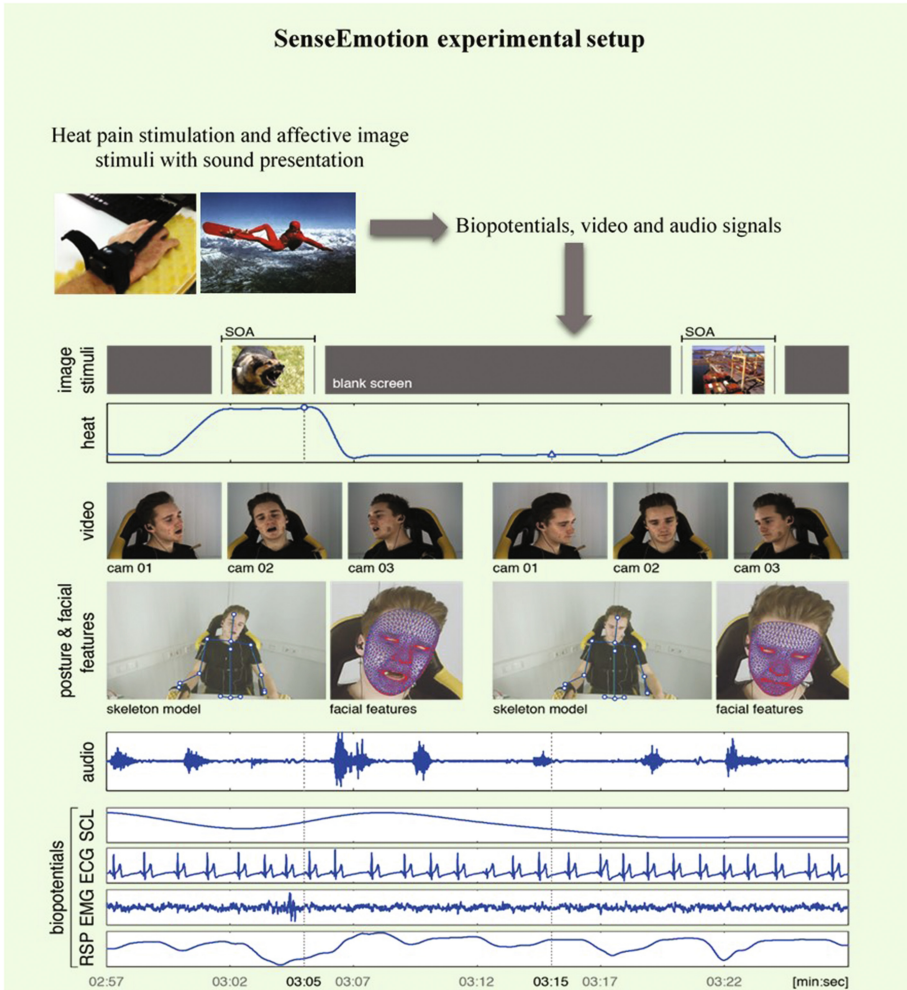 SenseEmotion experimental setup
Heat pain stimulation and affective image
stimuli with sound presentation
Biopotentials, video and audio signals
SOA
SOA
image
stimuli
blank screen
heat
video
cam 01
cam 02
cam 03
cam 01
cam 02
cam 03
posture & facial
features
skeleton model
facial features
skeleton model
facial features
audio
biopotentials
SCL
ECG
EMG
RSP
02:57 03:02 03:05 03:07 03:12 03:15 03:17 03:22 [min:sec]